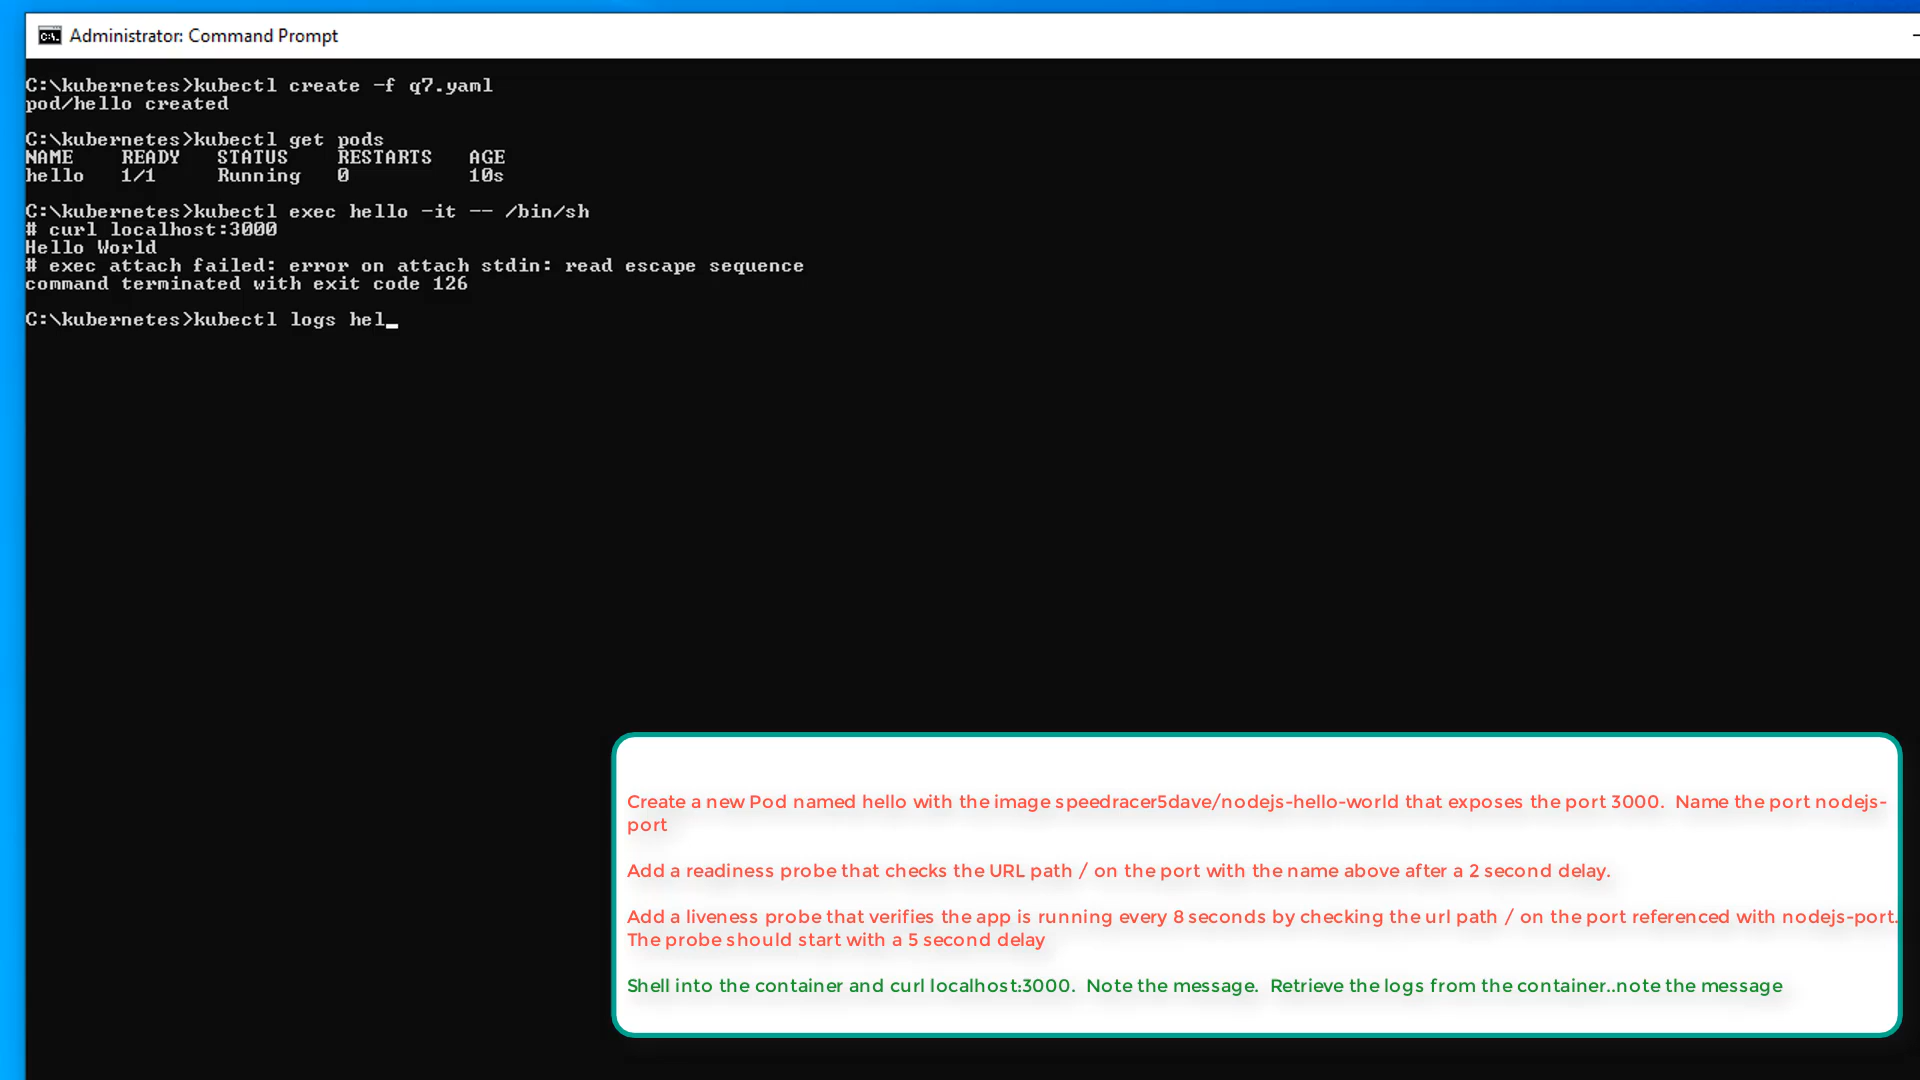 Administrator: Command Prompt
C:\kubernetes>kubectl create -f q7.yaml
pod/hello created
C:\kubernetes>kubectl get pods
NAME READY STATUS RESTARTS AGE
hello 1/1 Running 0 10s
C:\kubernetes>kubectl exec hello -it -- /bin/sh
# curl localhost:3000
Hello World
# exec attach failed: error on attach stdin: read escape sequence
command terminated with exit code 126
C:\kubernetes>kubectl logs hel_
Create a new Pod named hello with the image speedracer5dave/nodejs-hello-world that exposes the port 3000. Name the port nodejs-
port
Add a readiness probe that checks the URL path / on the port with the name above after a 2 second delay.
Add a liveness probe that verifies the app is running every 8 seconds by checking the url path / on the port referenced with nodejs-port.
The probe should start with a 5 second delay
Shell into the container and curl localhost:3000. Note the message. Retrieve the logs from the container..note the message